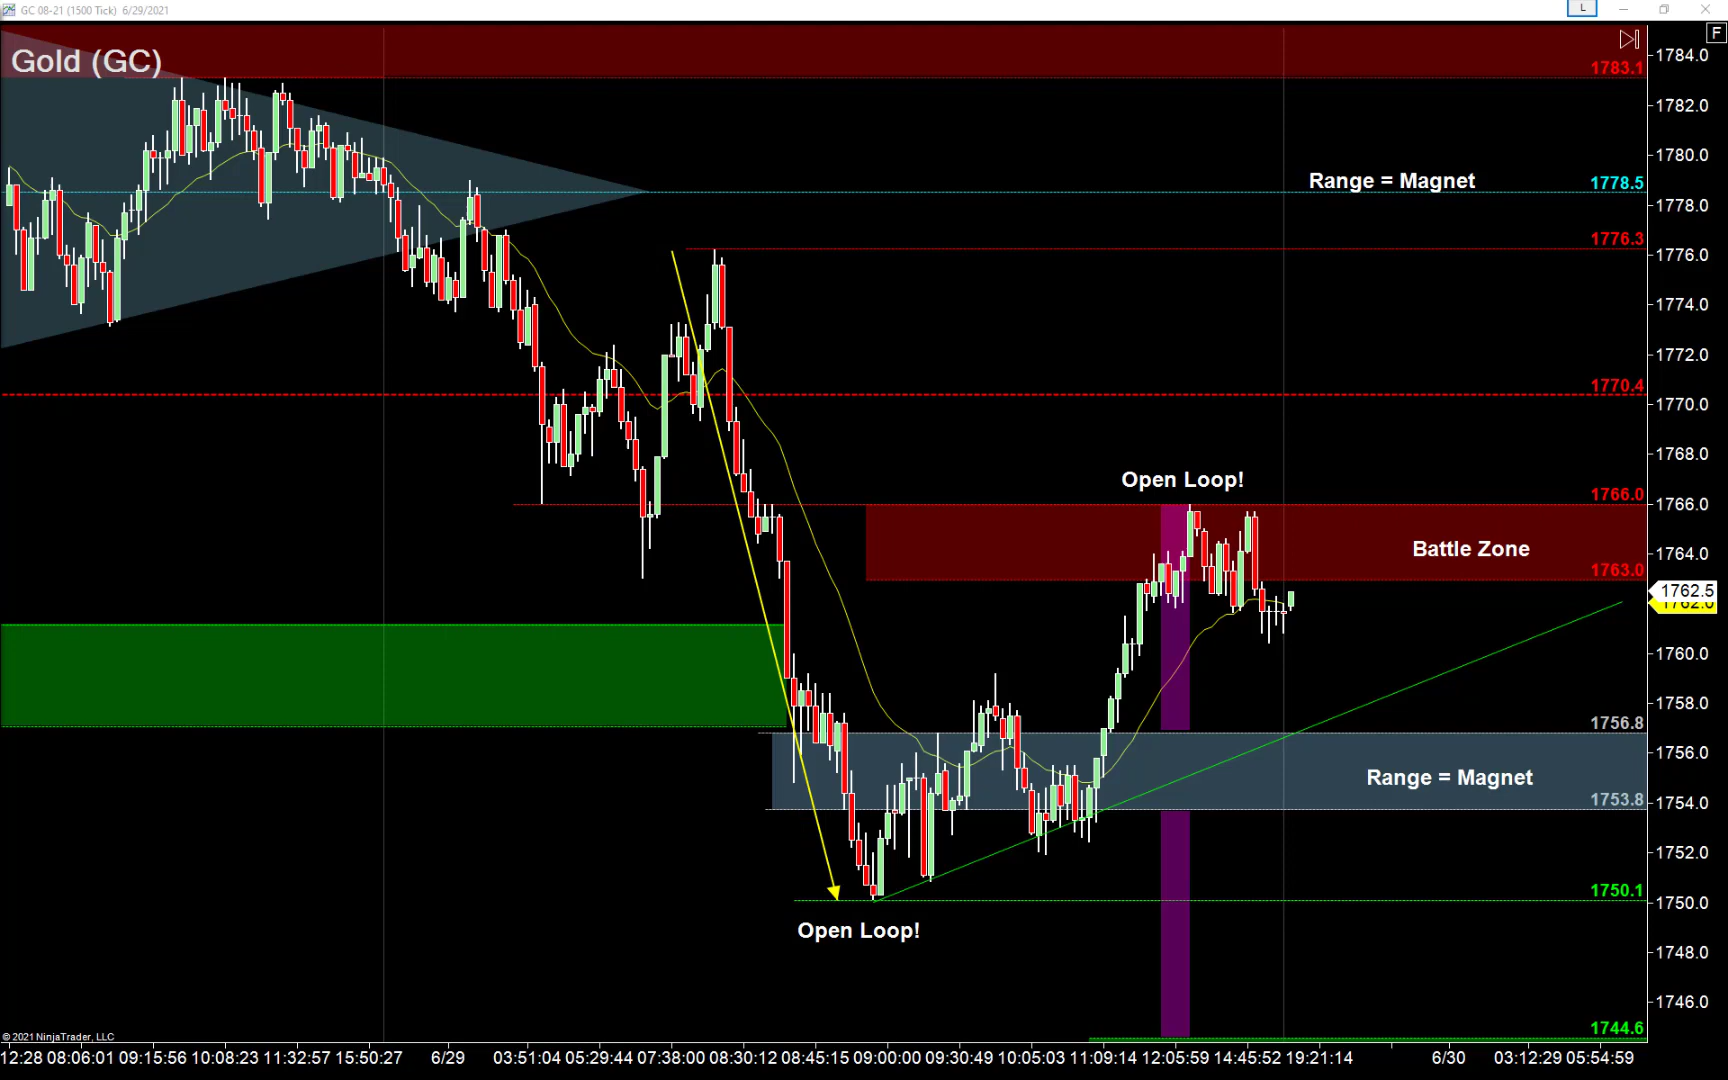 GC 08-21 (1500 Tick) 6/29/2021
L
F
Gold (GC)
1784.0
1783.1
1782.0
1780.0
Range = Magnet
1778.5
1778.0
1776.3
1776.0
1774.0
1772.0
1770.4
1770.0
1768.0
Open Loop!
1766.0
1766.0
Battle Zone
1764.0
1763.0
1762.5
1762.0
1760.0
1758.0
1756.8
1756.0
Range = Magnet
1753.8
1754.0
1752.0
1750.1
1750.0
Open Loop!
1748.0
1746.0
1744.6
© 2021 NinjaTrader, LLC
12:28 08:06:01 09:15:56 10:08:23 11:32:57 15:50:27 6/29 03:51:04 05:29:44 07:38:00 08:30:12 08:45:15 09:00:00 09:30:49 10:05:03 11:09:14 12:05:59 14:45:52 19:21:14 6/30 03:12:29 05:54:59